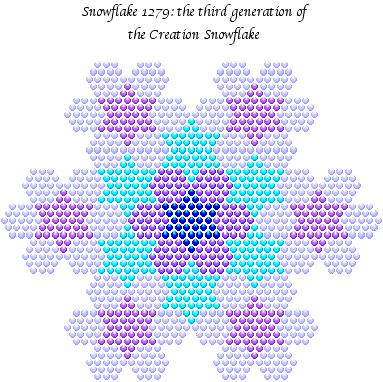 Snowflake 1279: the third generation of
the Creation Snowflake